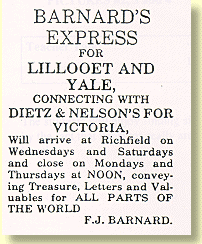 BARNARD'S
EXPRESS
FOR
LILLOOET AND
YALE,
CONNECTING WITH
DIETZ & NELSON'S FOR
VICTORIA,
Will arrive at Richfield on
Wednesdays and Saturdays
and close on Mondays and
Thursdays at NOON, convey-
ing Treasure, Letters and Val-
uables for ALL PARTS OF
THE WORLD
F.J. BARNARD.